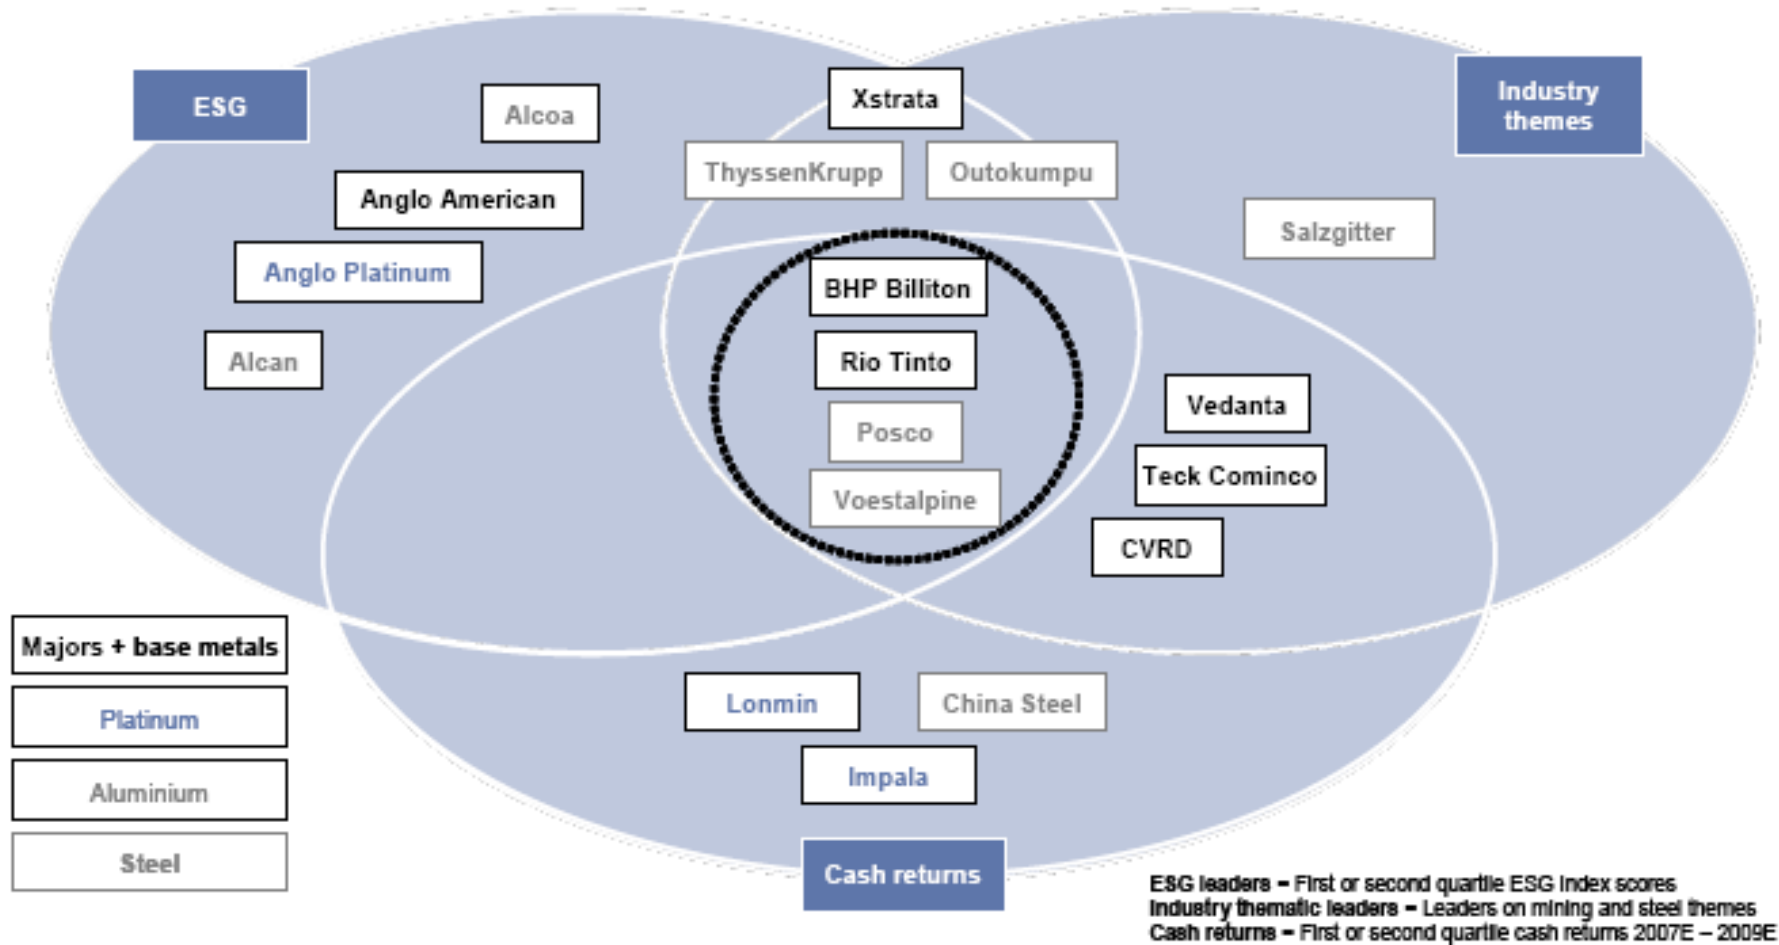 ESG
Alcoa
Xstrata
Industry
themes
ThyssenKrupp
Outokumpu
Anglo American
Salzgitter
Anglo Platinum
BHP Billiton
Alcan
Rio Tinto
Vedanta
Posco
Teck Cominco
Voestalpine
CVRD
Majors + base metals
Platinum
Aluminium
Steel
Lonmin
China Steel
Impala
Cash returns
ESG leaders – First or second quartile ESG Index scores
Industry thematic leaders – Leaders on mining and steel themes
Cash returns – First or second quartile cash returns 2007E – 2009E